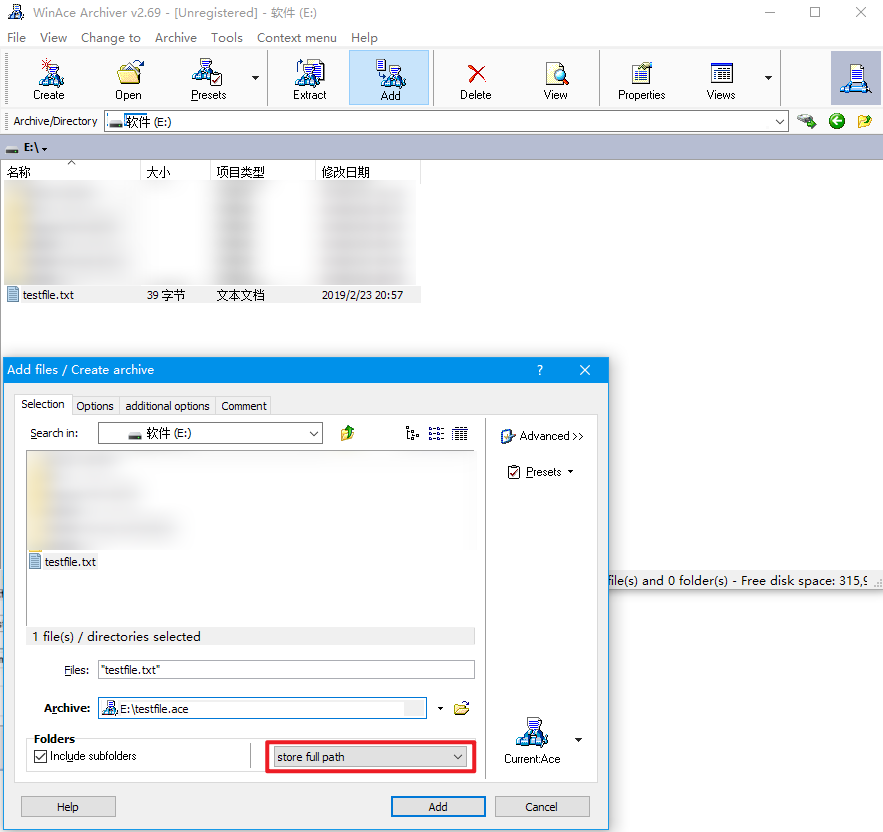 WinAce Archiver v2.69 - [Unregistered] - 软件 (E:)
File View Change to Archive Tools Context menu Help
Create Open Presets Extract Add Delete View Properties Views
Archive/Directory 软件 (E:)
E:\
名称 大小 项目类型 修改日期
testfile.txt 39 字节 文本文档 2019/2/23 20:57
Add files / Create archive ?
Selection Options additional options Comment
Search in: 软件 (E:)
Advanced >>
Presets
testfile.txt
file(s) and 0 folder(s) - Free disk space: 315,9
1 file(s) / directories selected
Files: "testfile.txt"
Archive: E:\testfile.ace
Folders
Include subfolders store full path
Current:Ace
Help Add Cancel